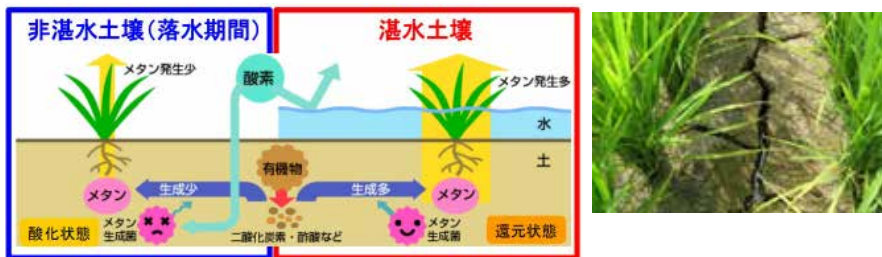 非湛水土壌(落水期間)
湛水土壌
メタン発生少
酸素
メタン発生多
水
土
有機物
生成少
生成多
メタン
メタン
酸化状態
メタン
生成菌
二酸化炭素・酢酸など
メタン
生成菌
還元状態